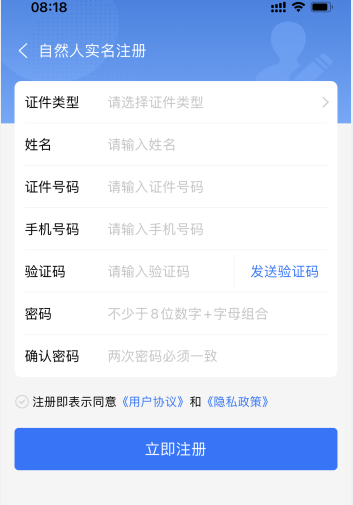 08:18
自然人实名注册
证件类型 请选择证件类型
姓名 请输入姓名
证件号码 请输入证件号码
手机号码 请输入手机号码
验证码 请输入验证码 发送验证码
密码 不少于8位数字+字母组合
确认密码 两次密码必须一致
注册即表示同意《用户协议》和《隐私政策》
立即注册